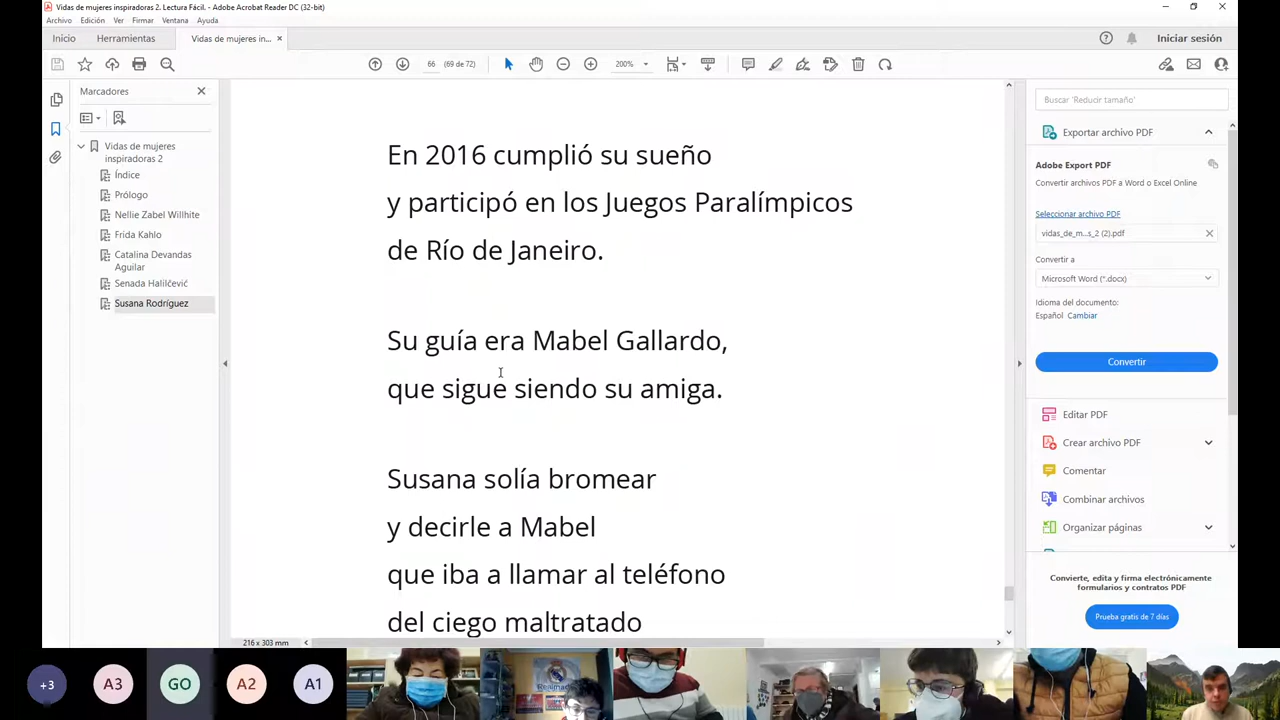 Vidas de mujeres inspiradoras 2. Lectura Fácil. - Adobe Acrobat Reader DC (32-bit)
Archivo Edición Ver Firmar Ventana Ayuda
Inicio Herramientas Vidas de mujeres in... × Iniciar sesión
66 (69 de 72) 200%
Marcadores
Vidas de mujeres
inspiradoras 2
Índice
Prólogo
Nellie Zabel Willhite
Frida Kahlo
Catalina Devandas
Aguilar
Senada Halilčević
Susana Rodríguez
En 2016 cumplió su sueño
y participó en los Juegos Paralímpicos
de Río de Janeiro.
Su guía era Mabel Gallardo,
que sigue siendo su amiga.
Susana solía bromear
y decirle a Mabel
que iba a llamar al teléfono
del ciego maltratado
216 x 303 mm
Buscar 'Reducir tamaño'
Exportar archivo PDF
Adobe Export PDF
Convertir archivos PDF a Word o Excel Online
Seleccionar archivo PDF
vidas_de_m...s_2 (2).pdf
Convertir a
Microsoft Word (*.docx)
Idioma del documento:
Español Cambiar
Convertir
Editar PDF
Crear archivo PDF
Comentar
Combinar archivos
Organizar páginas
Convierte, edita y firma electrónicamente
formularios y contratos PDF
Prueba gratis de 7 días
+3 A3 GO A2 A1